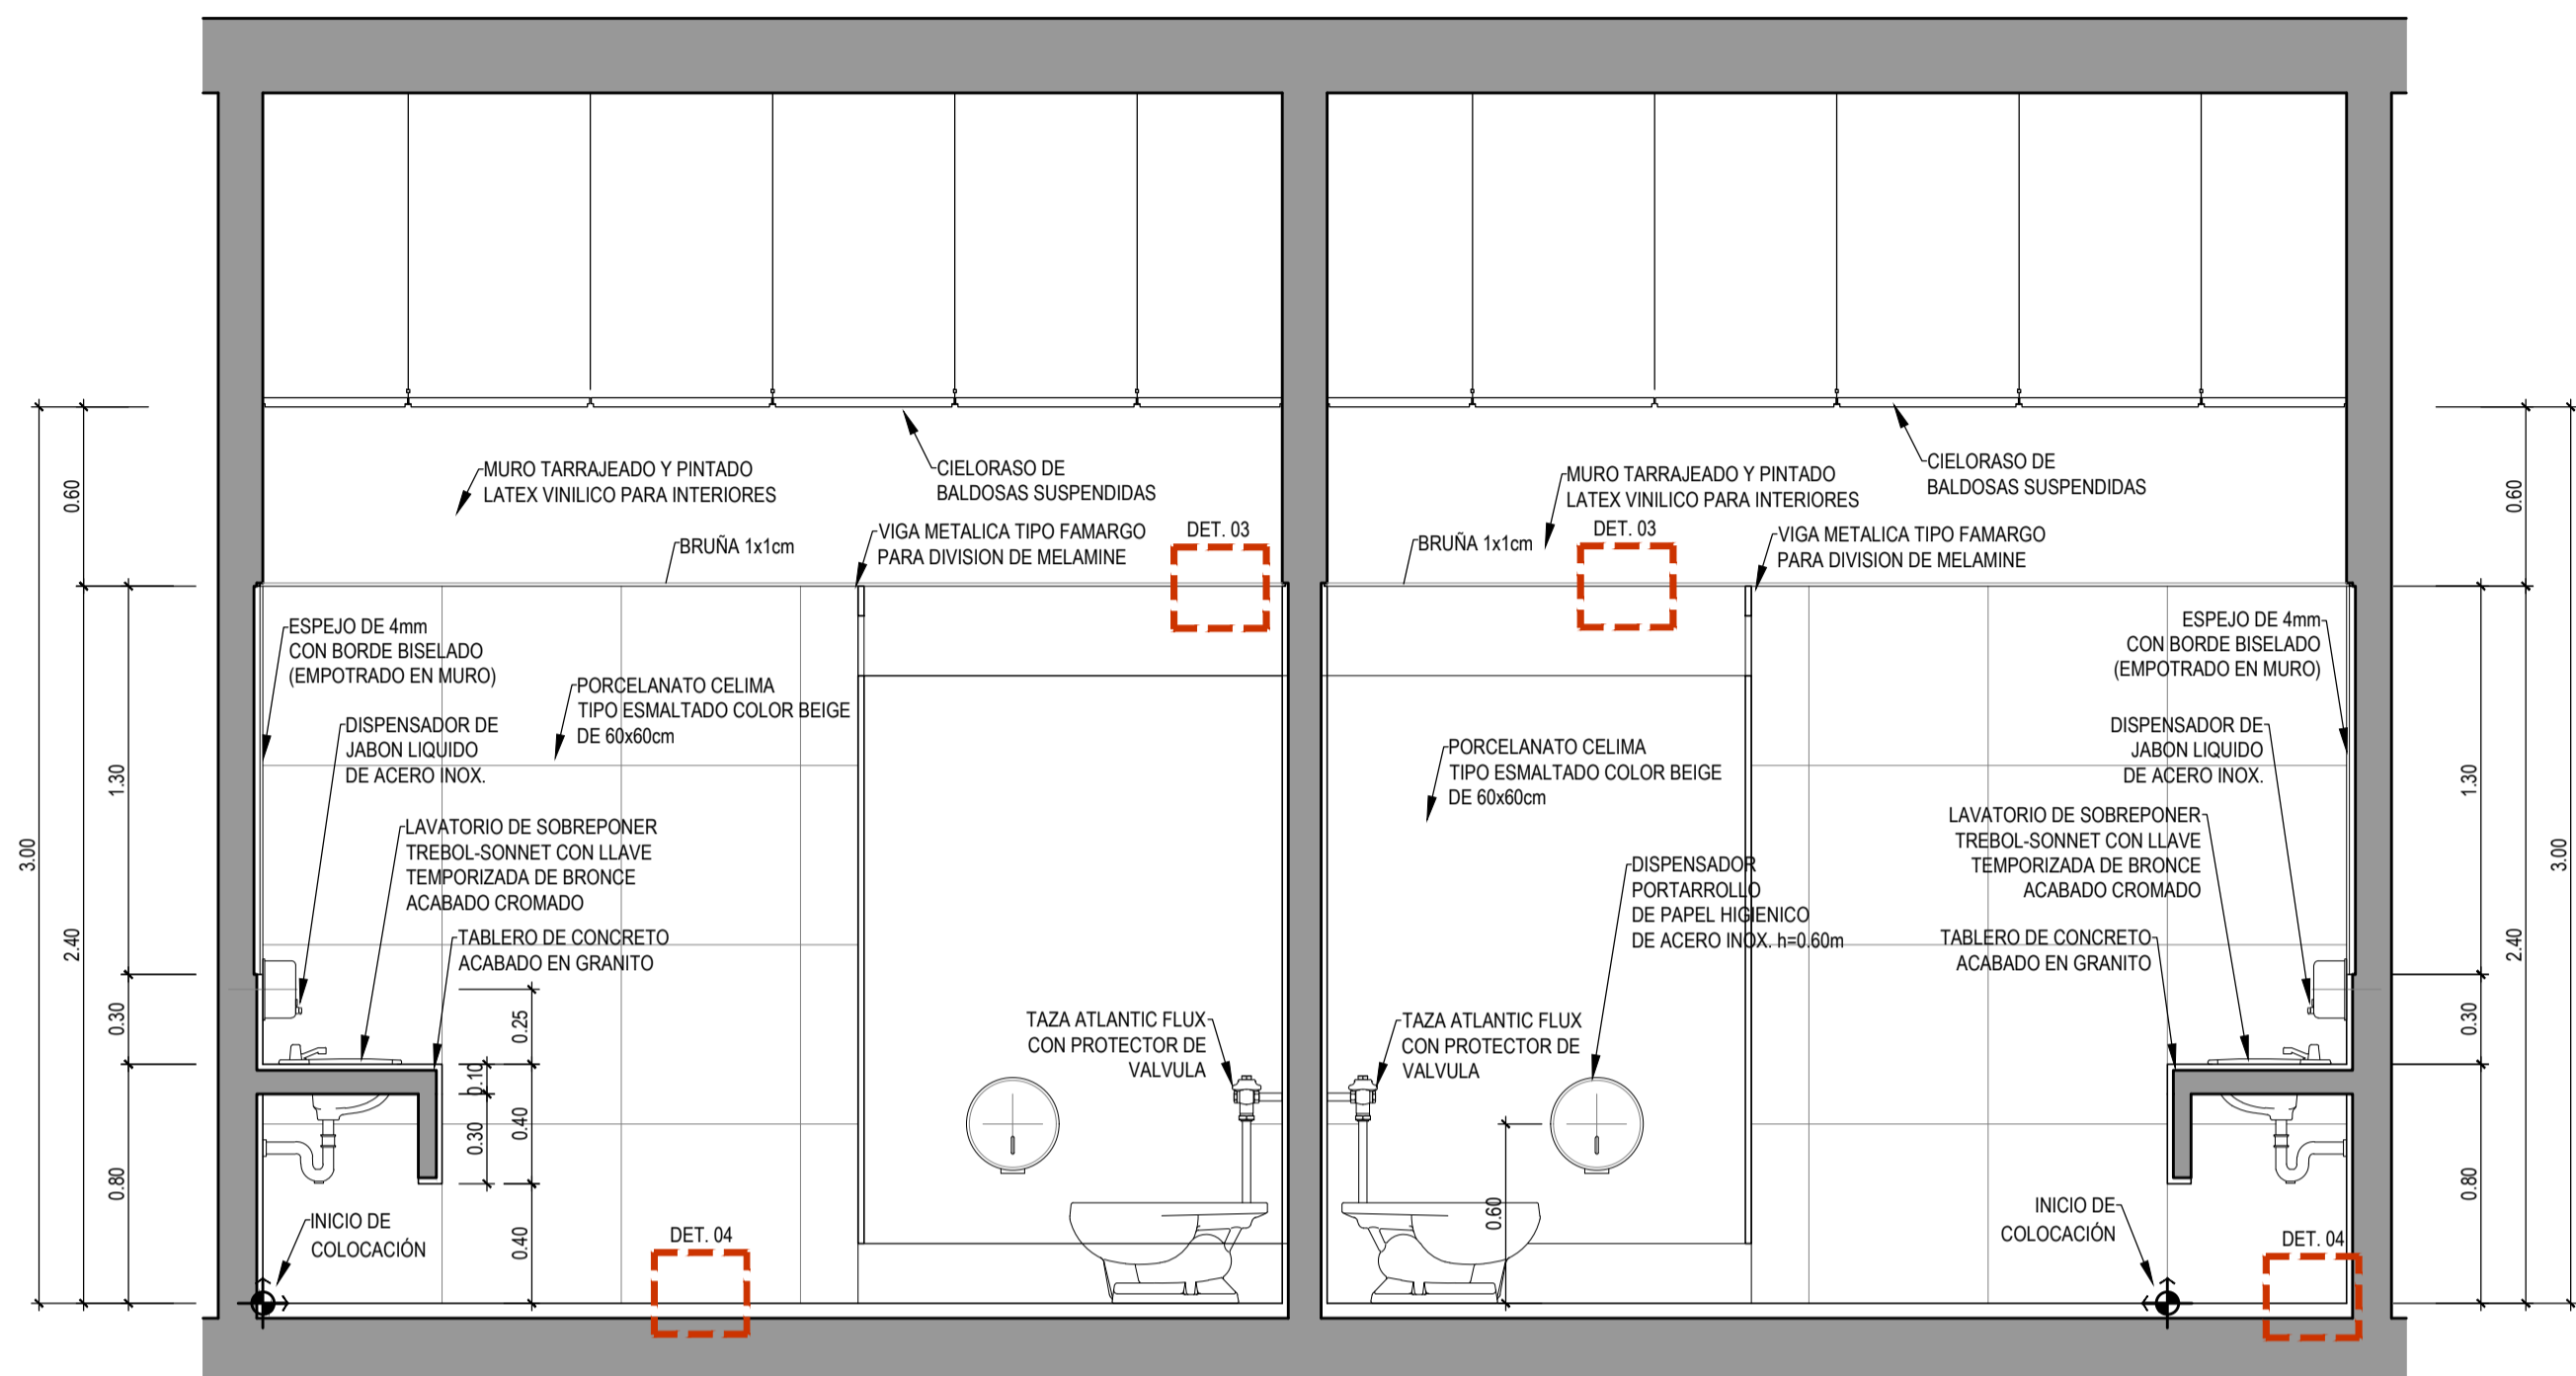 MURO TARRAJEADO Y PINTADO
LATEX VINILICO PARA INTERIORES
CIELORASO DE
BALDOSAS SUSPENDIDAS
BRUÑA 1x1cm
VIGA METALICA TIPO FAMARGO
PARA DIVISION DE MELAMINE
DET. 03
ESPEJO DE 4mm
CON BORDE BISELADO
(EMPOTRADO EN MURO)
PORCELANATO CELIMA
TIPO ESMALTADO COLOR BEIGE
DE 60x60cm
DISPENSADOR DE
JABON LIQUIDO
DE ACERO INOX.
LAVATORIO DE SOBREPONER
TREBOL-SONNET CON LLAVE
TEMPORIZADA DE BRONCE
ACABADO CROMADO
TABLERO DE CONCRETO
ACABADO EN GRANITO
TAZA ATLANTIC FLUX
CON PROTECTOR DE
VALVULA
INICIO DE
COLOCACIÓN
DET. 04
3.00
0.60
2.40
1.30
0.30
0.80
0.25
0.10
0.30
0.40
0.40
MURO TARRAJEADO Y PINTADO
LATEX VINILICO PARA INTERIORES
CIELORASO DE
BALDOSAS SUSPENDIDAS
BRUÑA 1x1cm
DET. 03
VIGA METALICA TIPO FAMARGO
PARA DIVISION DE MELAMINE
ESPEJO DE 4mm
CON BORDE BISELADO
(EMPOTRADO EN MURO)
PORCELANATO CELIMA
TIPO ESMALTADO COLOR BEIGE
DE 60x60cm
DISPENSADOR DE
JABON LIQUIDO
DE ACERO INOX.
LAVATORIO DE SOBREPONER
TREBOL-SONNET CON LLAVE
TEMPORIZADA DE BRONCE
ACABADO CROMADO
DISPENSADOR
PORTARROLLO
DE PAPEL HIGIENICO
DE ACERO INOX. h=0.60m
TABLERO DE CONCRETO
ACABADO EN GRANITO
TAZA ATLANTIC FLUX
CON PROTECTOR DE
VALVULA
0.60
INICIO DE
COLOCACIÓN
DET. 04
0.60
1.30
0.30
0.80
2.40
3.00